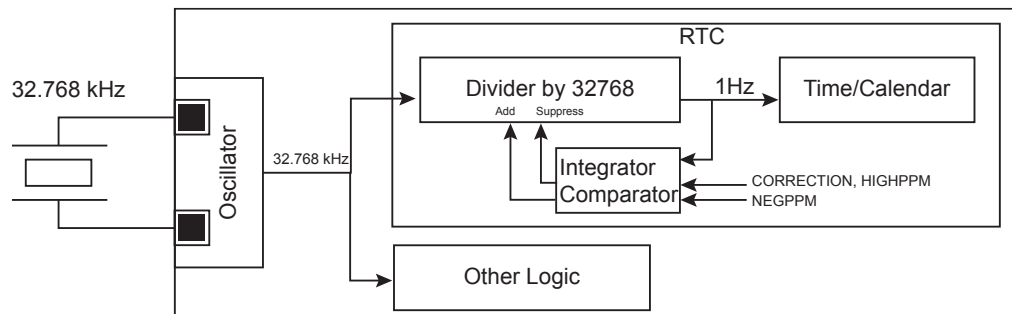 RTC
32.768 kHz
Divider by 32768
Add Suppress
1Hz
Time/Calendar
Oscillator
32.768 kHz
Integrator
Comparator
CORRECTION, HIGHPPM
NEGPPM
Other Logic